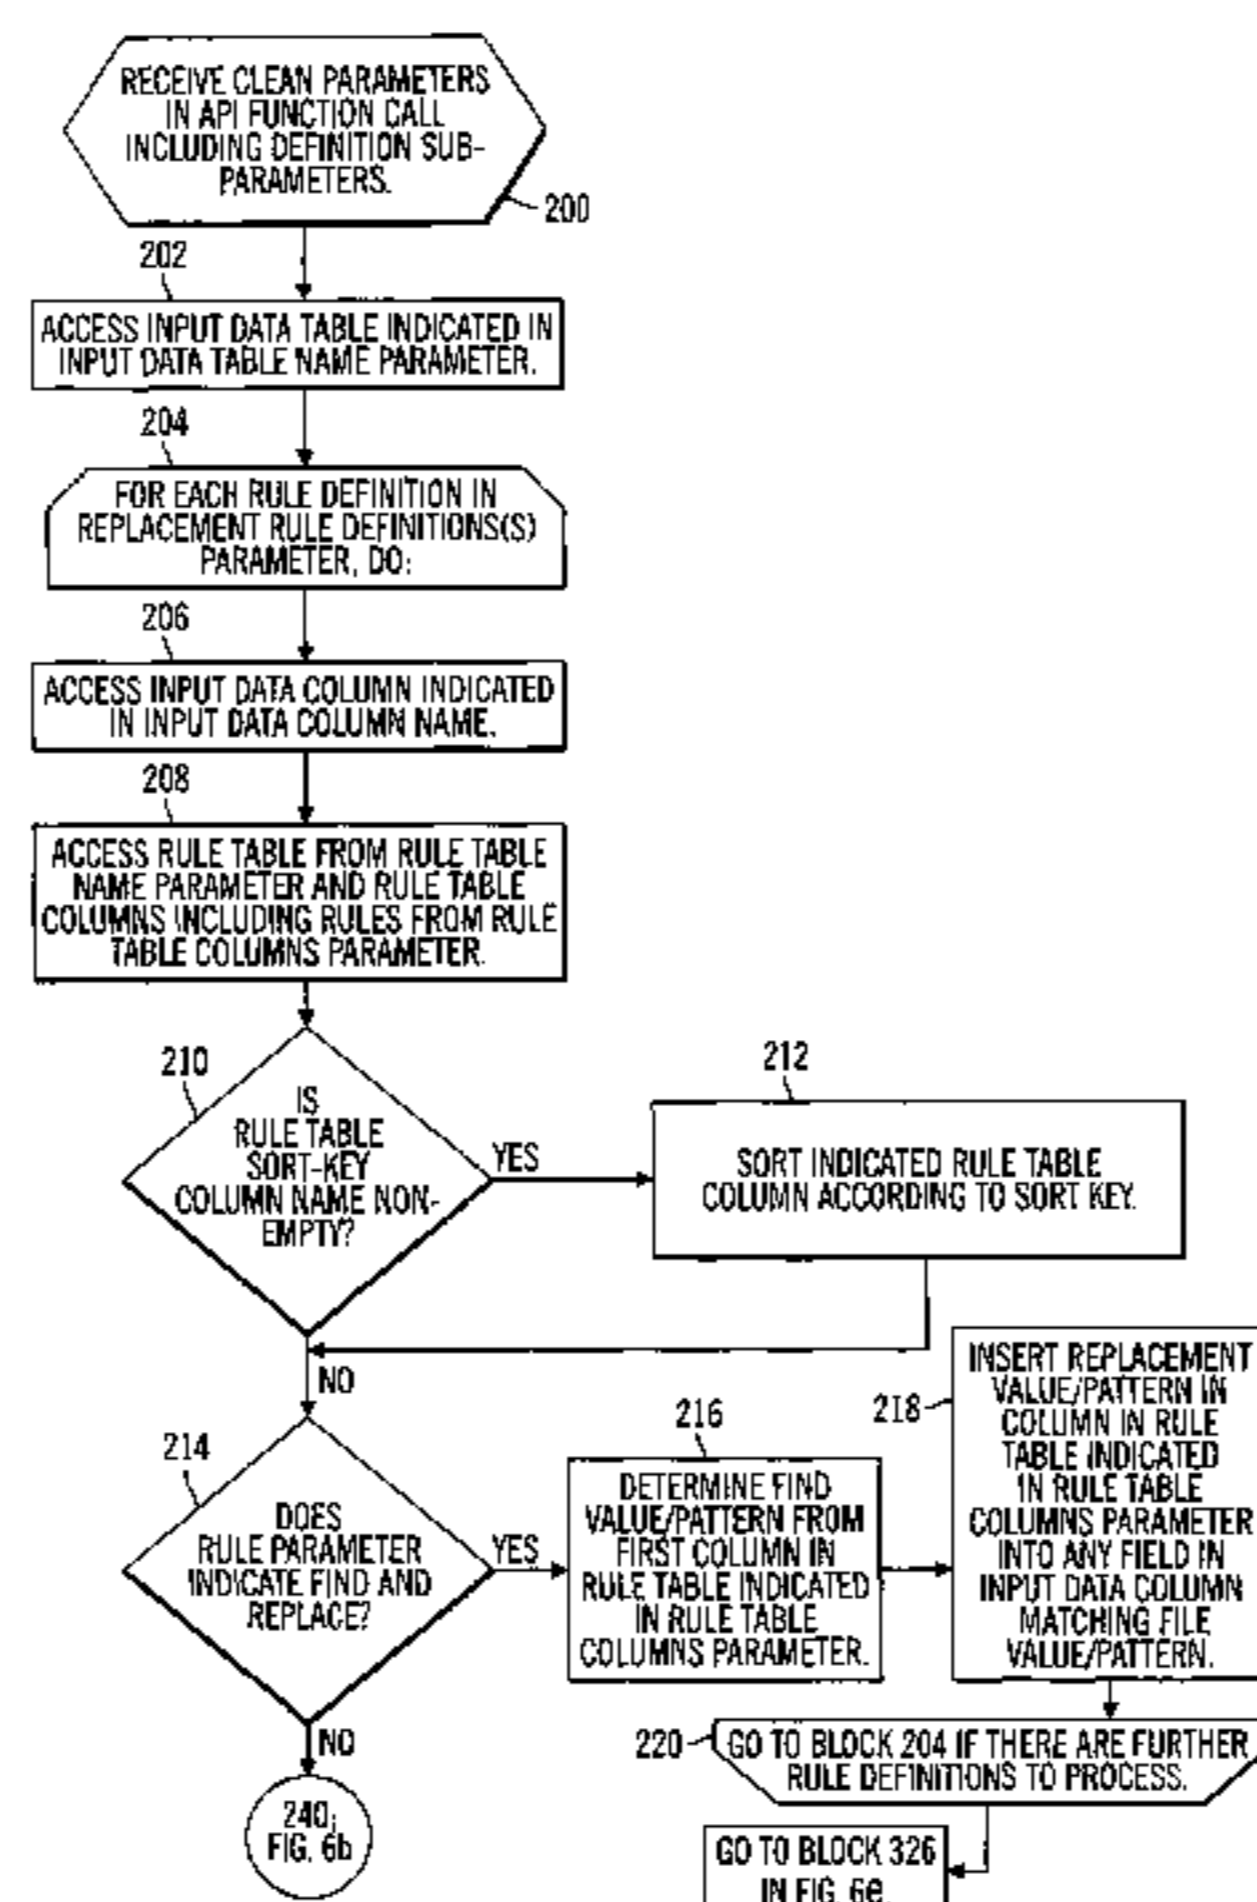 RECEIVE CLEAN PARAMETERS
IN API FUNCTION CALL
INCLUDING DEFINITION SUB-
PARAMETERS.
200
202
ACCESS INPUT DATA TABLE INDICATED IN
INPUT DATA TABLE NAME PARAMETER.
204
FOR EACH RULE DEFINITION IN
REPLACEMENT RULE DEFINITIONS(S)
PARAMETER, DO:
206
ACCESS INPUT DATA COLUMN INDICATED
IN INPUT DATA COLUMN NAME.
208
ACCESS RULE TABLE FROM RULE TABLE
NAME PARAMETER AND RULE TABLE
COLUMNS INCLUDING RULES FROM RULE
TABLE COLUMNS PARAMETER.
210
IS
RULE TABLE
SORT-KEY
COLUMN NAME NON-
EMPTY?
YES
212
SORT INDICATED RULE TABLE
COLUMN ACCORDING TO SORT KEY.
NO
214
DOES
RULE PARAMETER
INDICATE FIND AND
REPLACE?
YES
216
DETERMINE FIND
VALUE/PATTERN FROM
FIRST COLUMN IN
RULE TABLE INDICATED
IN RULE TABLE
COLUMNS PARAMETER.
218
INSERT REPLACEMENT
VALUE/PATTERN IN
COLUMN IN RULE
TABLE INDICATED
IN RULE TABLE
COLUMNS PARAMETER
INTO ANY FIELD IN
INPUT DATA COLUMN
MATCHING FILE
VALUE/PATTERN.
220
GO TO BLOCK 204 IF THERE ARE FURTHER
RULE DEFINITIONS TO PROCESS.
NO
240;
FIG. 6b
GO TO BLOCK 326
IN FIG. 6e.